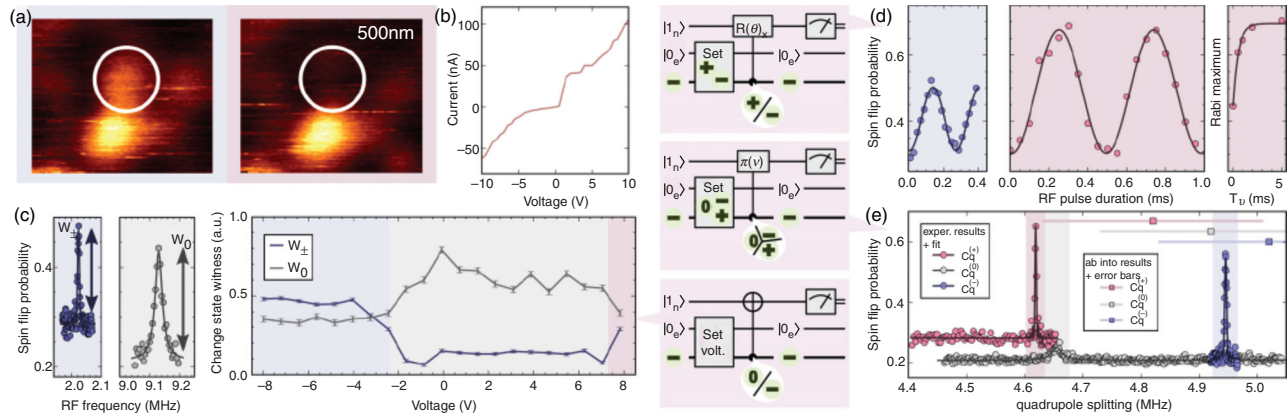 (a)
500nm
(b)
Current (nA)
100
50
0
−50
−10
−5
0
5
10
Voltage (V)
(c)
Spin flip probability
0.4
0.2
W±
2.0
2.1
W0
9.0
9.1
9.2
RF frequency (MHz)
Change state witness (a.u.)
1.0
0.5
0.0
W±
W0
−8
−6
−4
−2
0
2
4
6
8
Voltage (V)
|1n⟩
R(θ)x
|0e⟩
Set
+
−
|0e⟩
−
−
+/−
|1n⟩
π(ν)
|0e⟩
Set
0 −
+
|0e⟩
−
−
0 − +
|1n⟩
|0e⟩
Set
volt.
|0e⟩
−
−
0/−
(d)
Spin flip probability
0.7
0.5
0.3
0.0
0.2
0.4
0.0
0.2
0.4
0.6
0.8
1.0
RF pulse duration (ms)
Rabi maximum
0
5
Tυ (ms)
(e)
Spin flip probability
0.6
0.4
0.2
exper. results
+ fit
Cq(+)
Cq(0)
Cq(−)
ab into results
+ error bars
Cq(+)
Cq(0)
Cq(−)
4.4
4.5
4.6
4.7
4.8
4.9
5.0
quadrupole splitting (MHz)